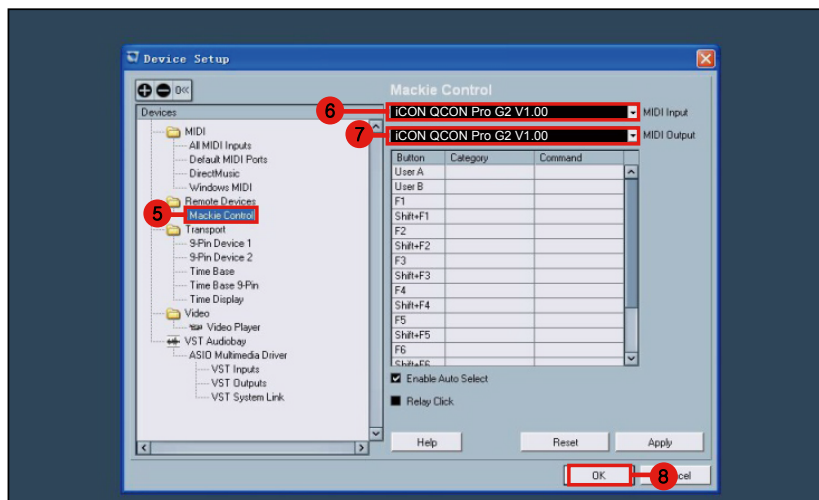 Device Setup
Devices
MIDI
All MIDI Inputs
Default MIDI Ports
DirectMusic
Windows MIDI
Remote Devices
5
Mackie Control
Transport
9-Pin Device 1
9-Pin Device 2
Time Base
Time Base 9-Pin
Time Display
Video
Video Player
VST Audiobay
ASIO Multimedia Driver
VST Inputs
VST Outputs
VST System Link
Mackie Control
6 iCON QCON Pro G2 V1.00 MIDI Input
7 iCON QCON Pro G2 V1.00 MIDI Output
Button Category Command
User A
User B
F1
Shift+F1
F2
Shift+F2
F3
Shift+F3
F4
Shift+F4
F5
Shift+F5
F6
Shift+F6
Enable Auto Select
Relay Click
Help Reset Apply
OK 8 cel